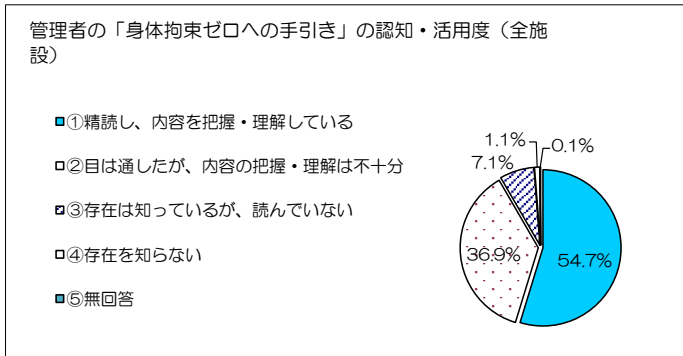 管理者の「身体拘束ゼロへの手引き」の認知・活用度（全施
設）
①精読し、内容を把握・理解している
②目は通したが、内容の把握・理解は不十分
③存在は知っているが、読んでいない
④存在を知らない
⑤無回答
1.1%
0.1%
7.1%
36.9%
54.7%